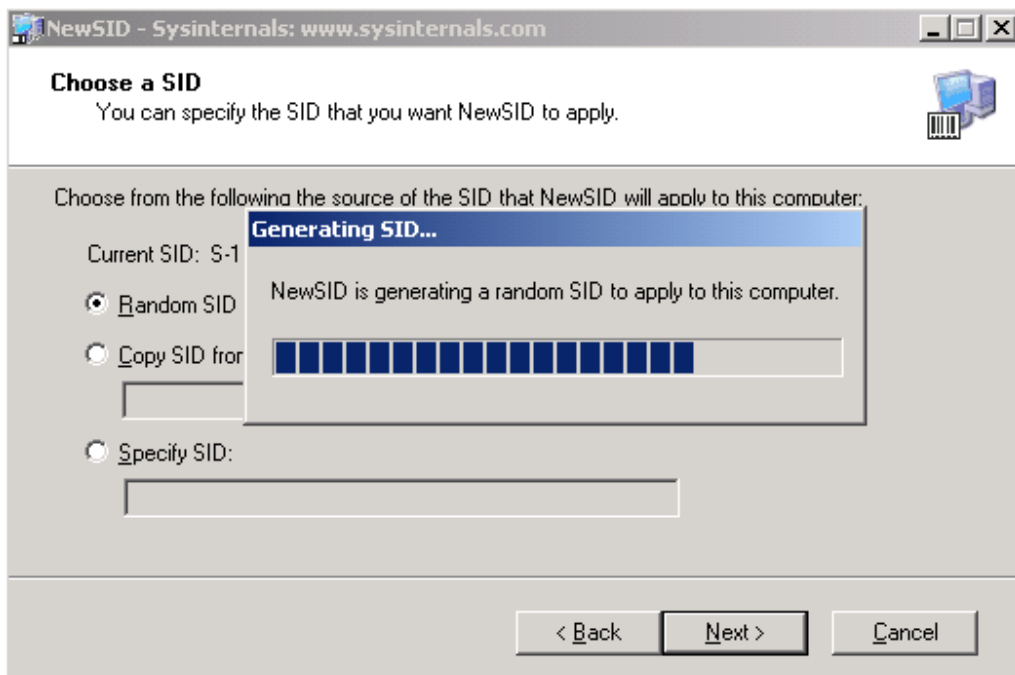 NewSID - Sysinternals: www.sysinternals.com
Choose a SID
You can specify the SID that you want NewSID to apply.
Choose from the following the source of the SID that NewSID will apply to this computer:
Generating SID...
Current SID: S-1
NewSID is generating a random SID to apply to this computer.
Random SID
Copy SID from
Specify SID:
< Back
Next >
Cancel